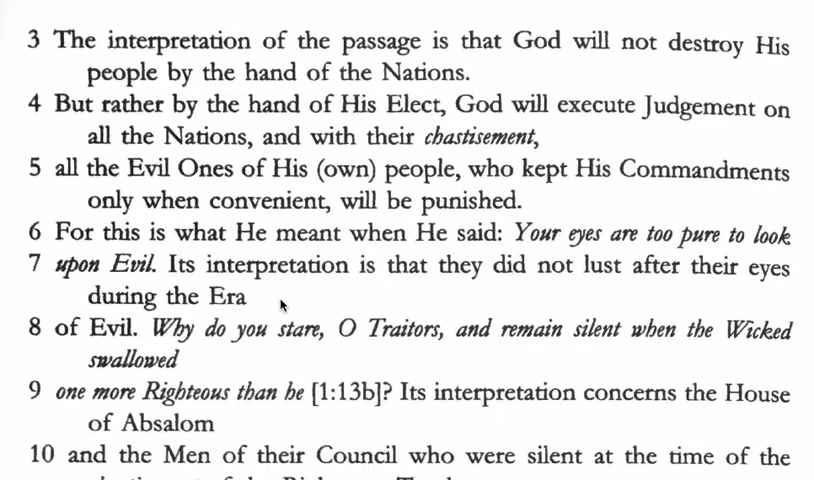 3 The interpretation of the passage is that God will not destroy His
people by the hand of the Nations.
4 But rather by the hand of His Elect, God will execute Judgement on
all the Nations, and with their chastisement,
5 all the Evil Ones of His (own) people, who kept His Commandments
only when convenient, will be punished.
6 For this is what He meant when He said: Your eyes are too pure to look
7 upon Evil. Its interpretation is that they did not lust after their eyes
during the Era
8 of Evil. Why do you stare, O Traitors, and remain silent when the Wicked
swallowed
9 one more Righteous than he [1:13b]? Its interpretation concerns the House
of Absalom
10 and the Men of their Council who were silent at the time of the